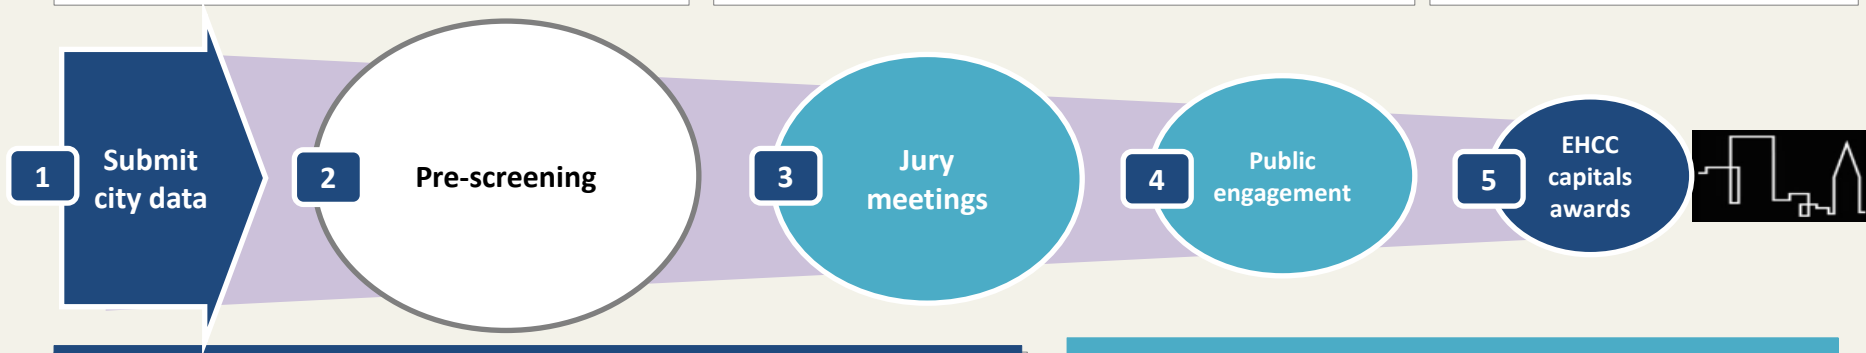 1
Submit
city data
2
Pre-screening
3
Jury
meetings
4
Public
engagement
5
EHCC
capitals
awards